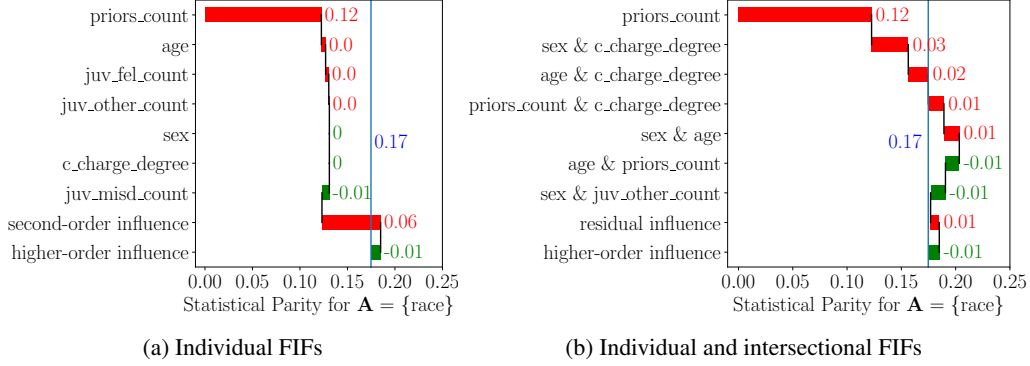 priors_count
0.12
age
0.0
juv_fel_count
0.0
juv_other_count
0.0
sex
0
0.17
c_charge_degree
0
juv_misd_count
-0.01
second-order influence
0.06
higher-order influence
-0.01
0.00 0.05 0.10 0.15 0.20 0.25
Statistical Parity for A = {race}
(a) Individual FIFs
priors_count
0.12
sex & c_charge_degree
0.03
age & c_charge_degree
0.02
priors_count & c_charge_degree
0.01
sex & age
0.01
0.17
age & priors_count
-0.01
sex & juv_other_count
-0.01
residual influence
0.01
higher-order influence
-0.01
0.00 0.05 0.10 0.15 0.20 0.25
Statistical Parity for A = {race}
(b) Individual and intersectional FIFs